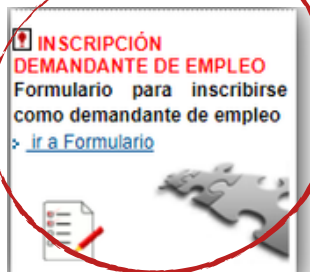 INSCRIPCIÓN
DEMANDANTE DE EMPLEO
Formulario para inscribirse
como demandante de empleo
ir a Formulario